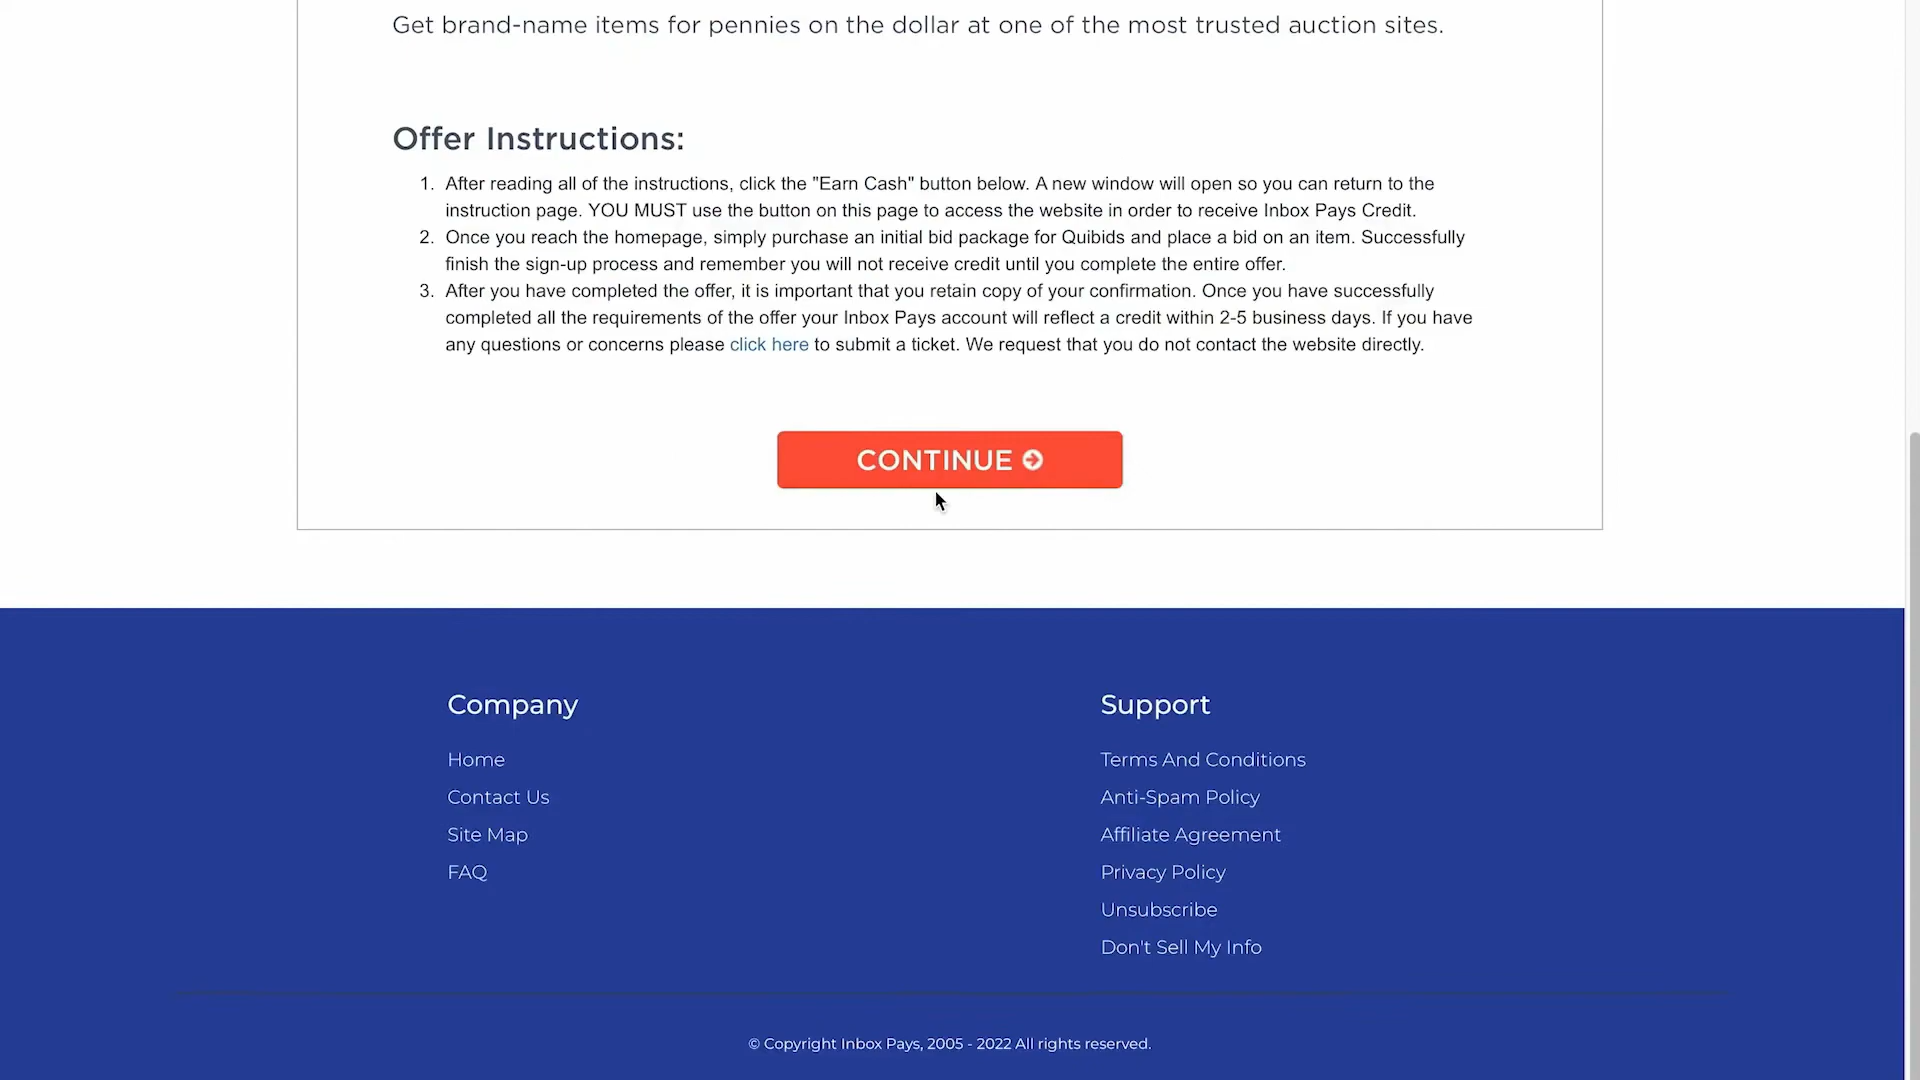 Get brand-name items for pennies on the dollar at one of the most trusted auction sites.
Offer Instructions:
1. After reading all of the instructions, click the "Earn Cash" button below. A new window will open so you can return to the
instruction page. YOU MUST use the button on this page to access the website in order to receive Inbox Pays Credit.
2. Once you reach the homepage, simply purchase an initial bid package for Quibids and place a bid on an item. Successfully
finish the sign-up process and remember you will not receive credit until you complete the entire offer.
3. After you have completed the offer, it is important that you retain copy of your confirmation. Once you have successfully
completed all the requirements of the offer your Inbox Pays account will reflect a credit within 2-5 business days. If you have
any questions or concerns please click here to submit a ticket. We request that you do not contact the website directly.
CONTINUE
Company
Home
Contact Us
Site Map
FAQ
Support
Terms And Conditions
Anti-Spam Policy
Affiliate Agreement
Privacy Policy
Unsubscribe
Don't Sell My Info
© Copyright Inbox Pays, 2005 - 2022 All rights reserved.